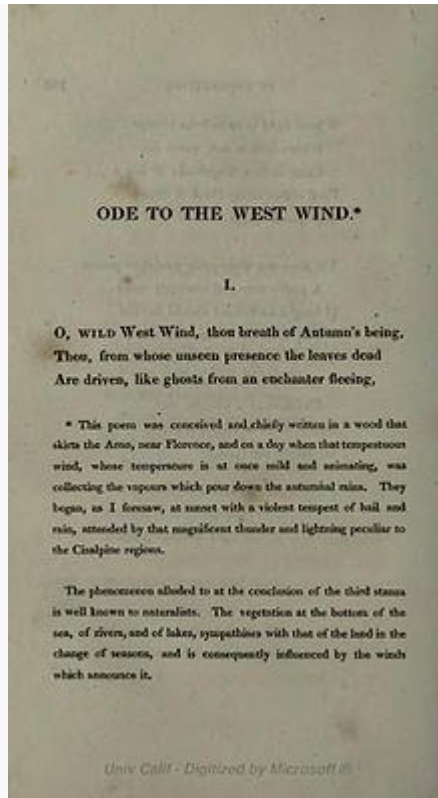 ODE TO THE WEST WIND.*
I.
O, WILD West Wind, thou breath of Autumn's being,
Thou, from whose unseen presence the leaves dead
Are driven, like ghosts from an enchanter fleeing,
* This poem was conceived and chiefly written in a wood that
skirts the Arno, near Florence, and on a day when that tempestuous
wind, whose temperature is at once mild and animating, was
collecting the vapours which pour down the autumnal rains. They
began, as I foresaw, at sunset with a violent tempest of hail and
rain, attended by that magnificent thunder and lightning peculiar to
the Cisalpine regions.
The phenomenon alluded to at the conclusion of the third stanza
is well known to naturalists. The vegetation at the bottom of the
sea, of rivers, and of lakes, sympathises with that of the land in the
change of seasons, and is consequently influenced by the winds
which announce it.
Univ Calif - Digitized by Microsoft ®